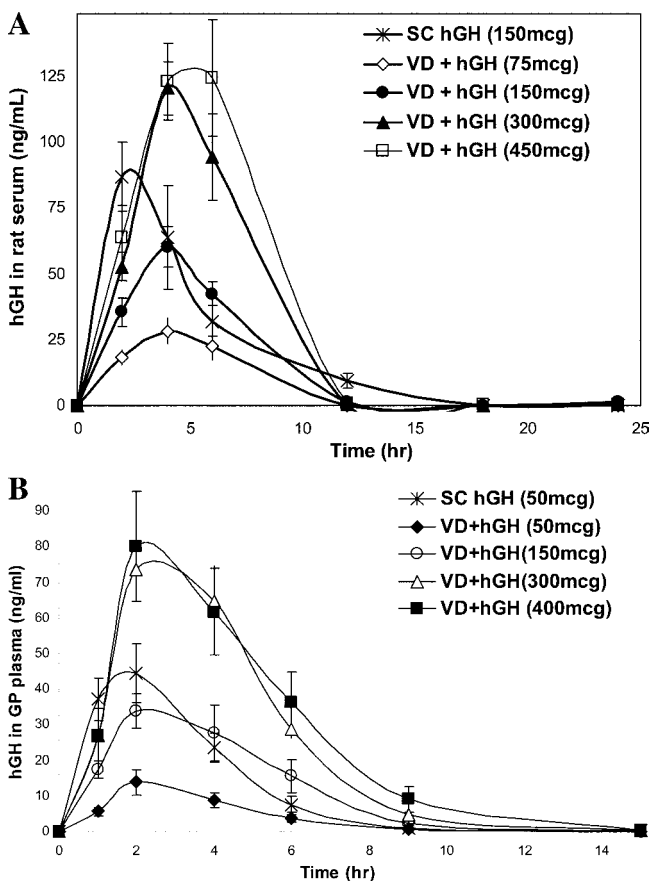 A
SC hGH (150mcg)
VD + hGH (75mcg)
VD + hGH (150mcg)
VD + hGH (300mcg)
VD + hGH (450mcg)
hGH in rat serum (ng/mL)
125
100
75
50
25
0
0 5 10 15 20 25
Time (hr)
B
SC hGH (50mcg)
VD+hGH (50mcg)
VD+hGH(150mcg)
VD+hGH(300mcg)
VD+hGH (400mcg)
hGH in GP plasma (ng/ml)
90
80
70
60
50
40
30
20
10
0
0 2 4 6 8 10 12 14
Time (hr)